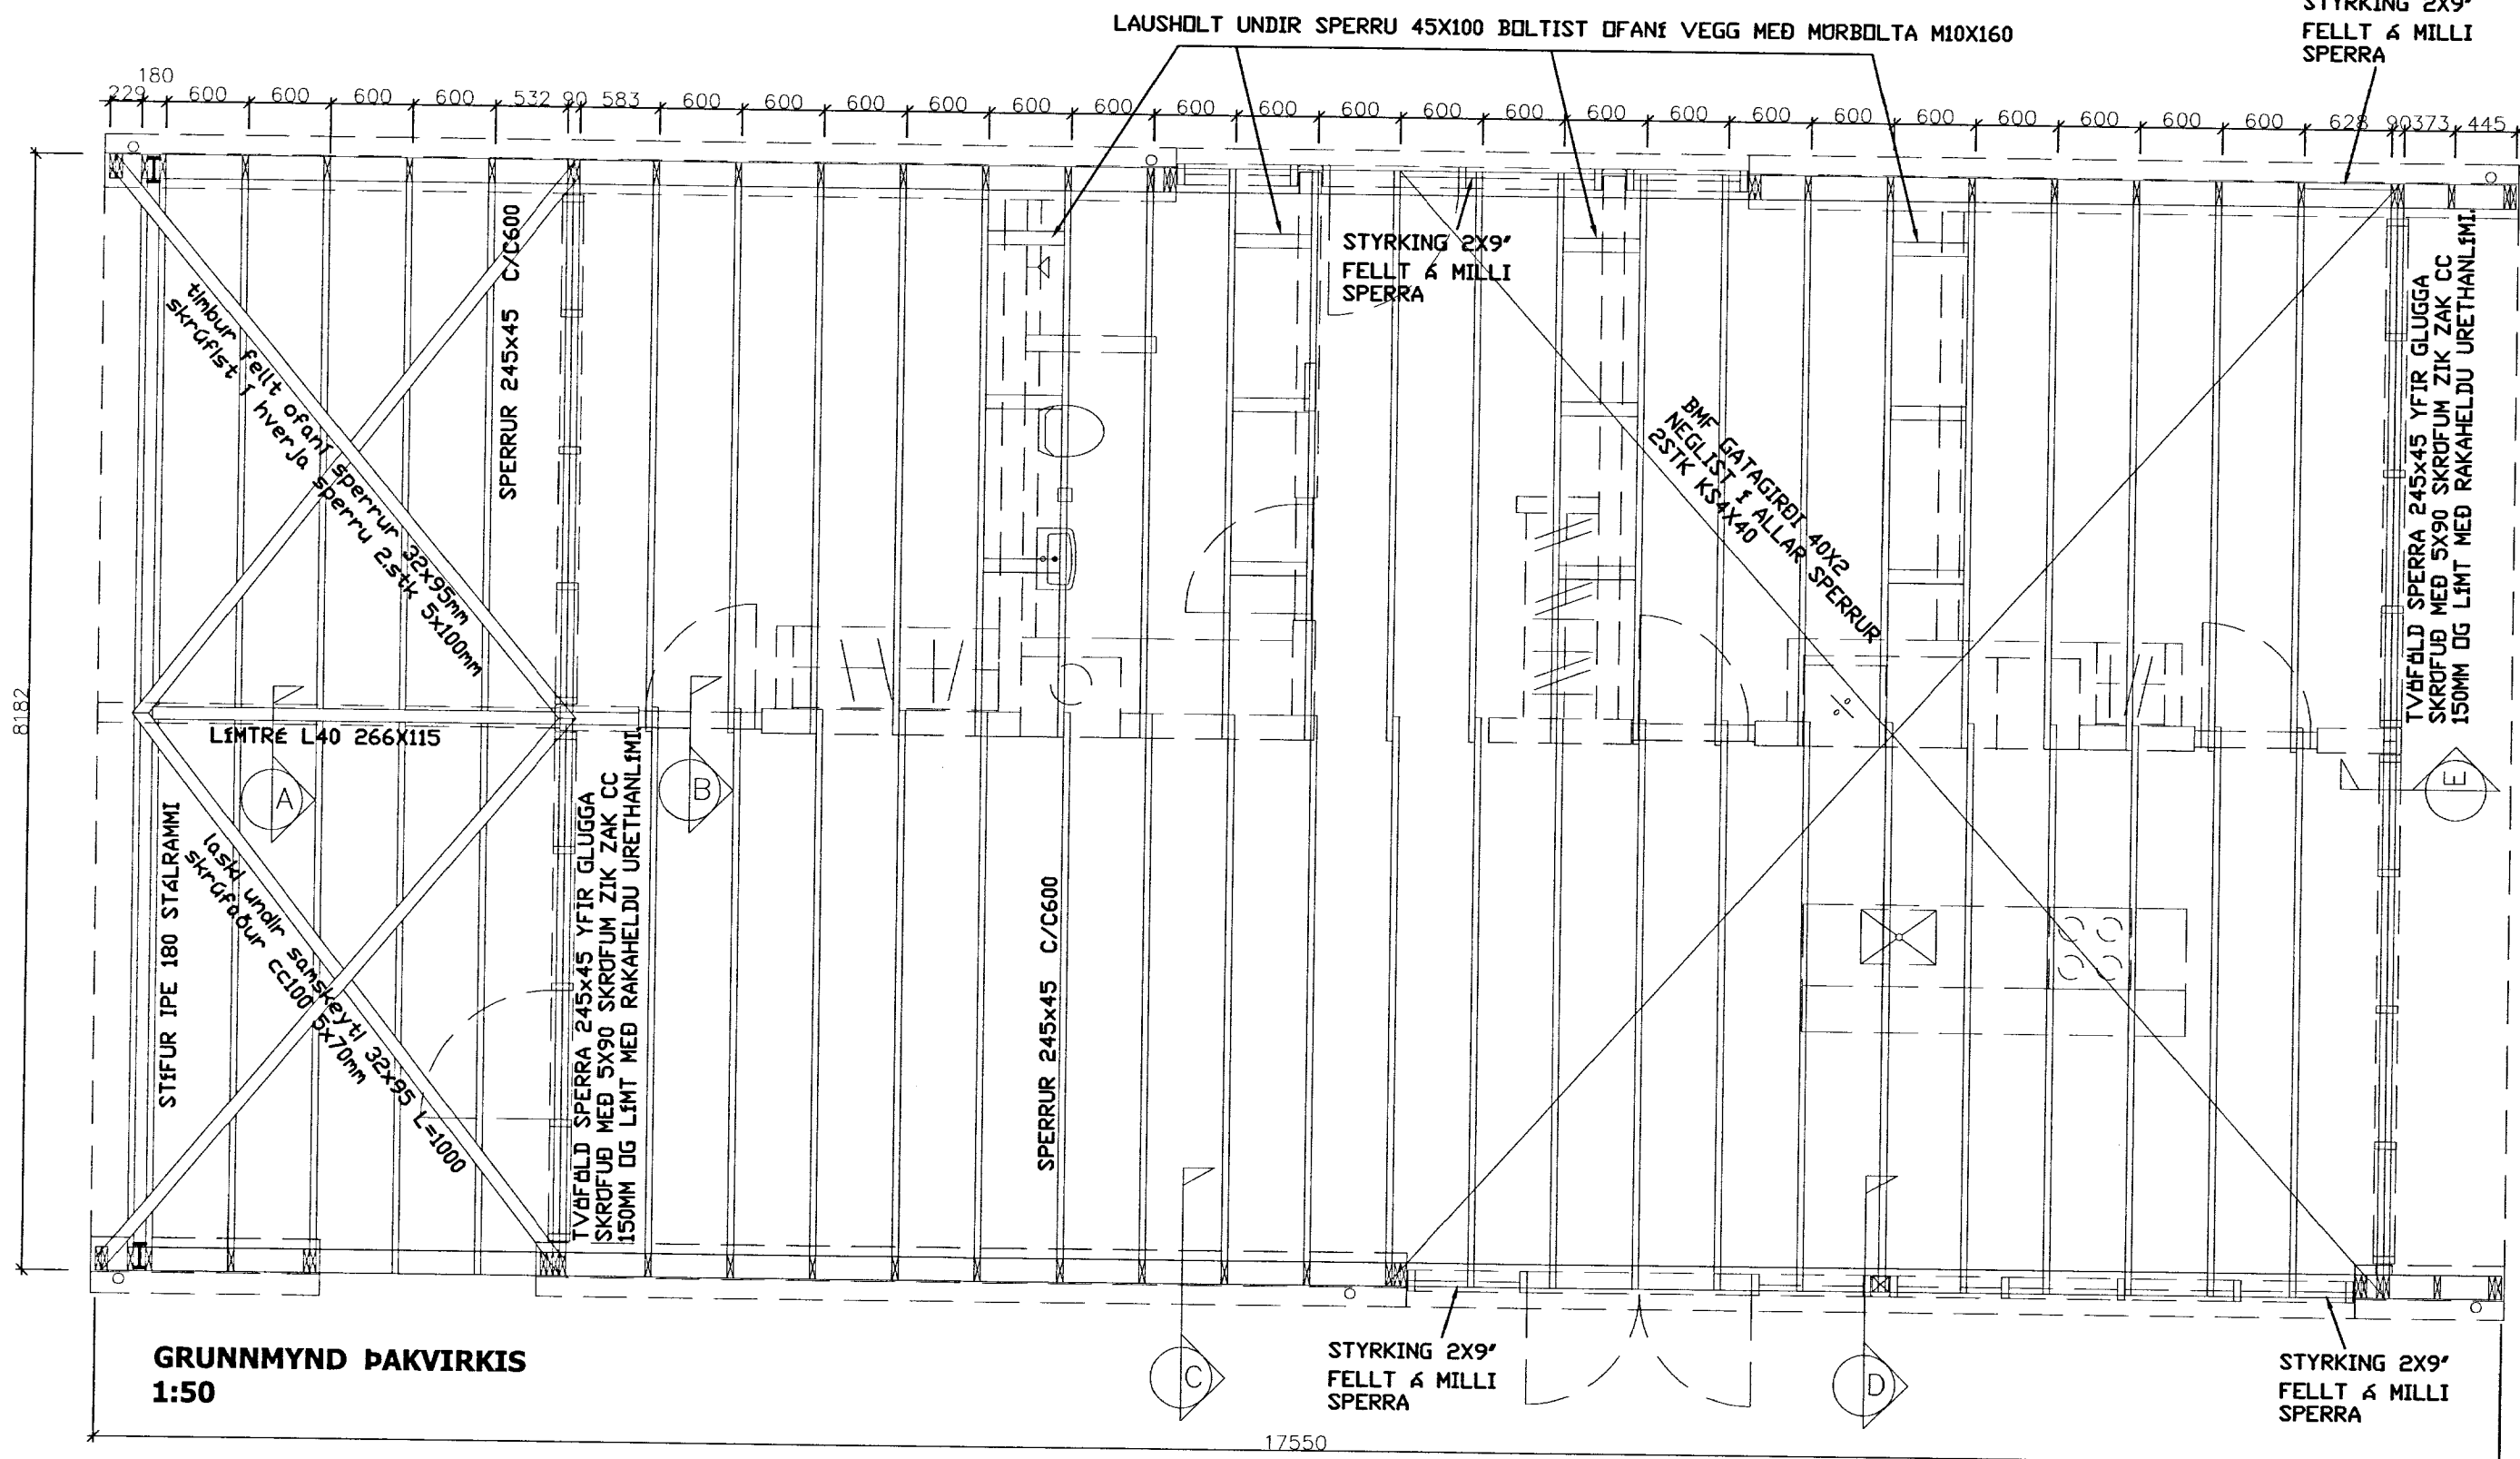 LAUSHOLT UNDIR SPERRU 45X100 BOLTIST OFANÍ VEGG MEÐ MÚRBOLTA M10X160
STYRKING 2X9"
FELLT Á MILLI
SPERRA
229 180 600 600 600 600 532 90 583 600 600 600 600 600 600 600 600 600 600 600 600 600 600 600 600 600 600 600 600 628 90 373 445
8182
timbur fellt ofaní sperrur 32x95mm
skrúfist í hverja sperru 2.stk 5x100mm
SPERRUR 245x45 C/C600
STYRKING 2X9"
FELLT Á MILLI
SPERRA
BMF GATAGIRÐI 40X2
NEGLIST Í ALLAR SPERRUR
2STK KS4X40
TVÖFÖLD SPERRA 245x45 YFIR GLUGGA
SKRÚFUÐ MEÐ 5X90 SKRÚFUM ZIK ZAK CC
150MM OG LÍMT MEÐ RAKAHELDU URETHANLÍMI.
LÍMTRÉ L40 266X115
A
B
E
STÍFUR IPE 180 STÁLRAMMI
laski undir samskeyti 32x95 L=1000
skrúfaður CC100 5x70mm
TVÖFÖLD SPERRA 245x45 YFIR GLUGGA
SKRÚFUÐ MEÐ 5X90 SKRÚFUM ZIK ZAK CC
150MM OG LÍMT MEÐ RAKAHELDU URETHANLÍMI.
SPERRUR 245x45 C/C600
GRUNNMYND ÞAKVIRKIS
1:50
C
STYRKING 2X9"
FELLT Á MILLI
SPERRA
D
STYRKING 2X9"
FELLT Á MILLI
SPERRA
17550